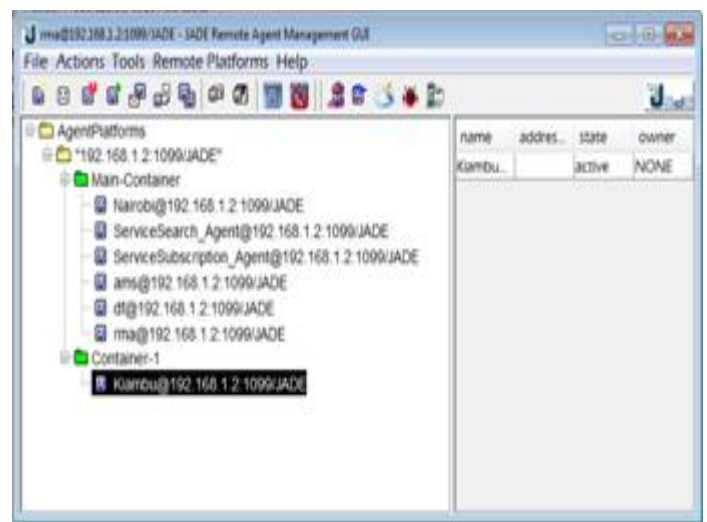 rma@192.168.1.2:1099/JADE - JADE Remote Agent Management GUI
File Actions Tools Remote Platforms Help
AgentPlatforms
"192.168.1.2:1099/JADE"
Main-Container
Nairobi@192.168.1.2:1099/JADE
ServiceSearch_Agent@192.168.1.2:1099/JADE
ServiceSubscription_Agent@192.168.1.2:1099/JADE
ams@192.168.1.2:1099/JADE
df@192.168.1.2:1099/JADE
rma@192.168.1.2:1099/JADE
Container-1
Kiambu@192.168.1.2:1099/JADE
name addres... state owner
Kiambu... active NONE